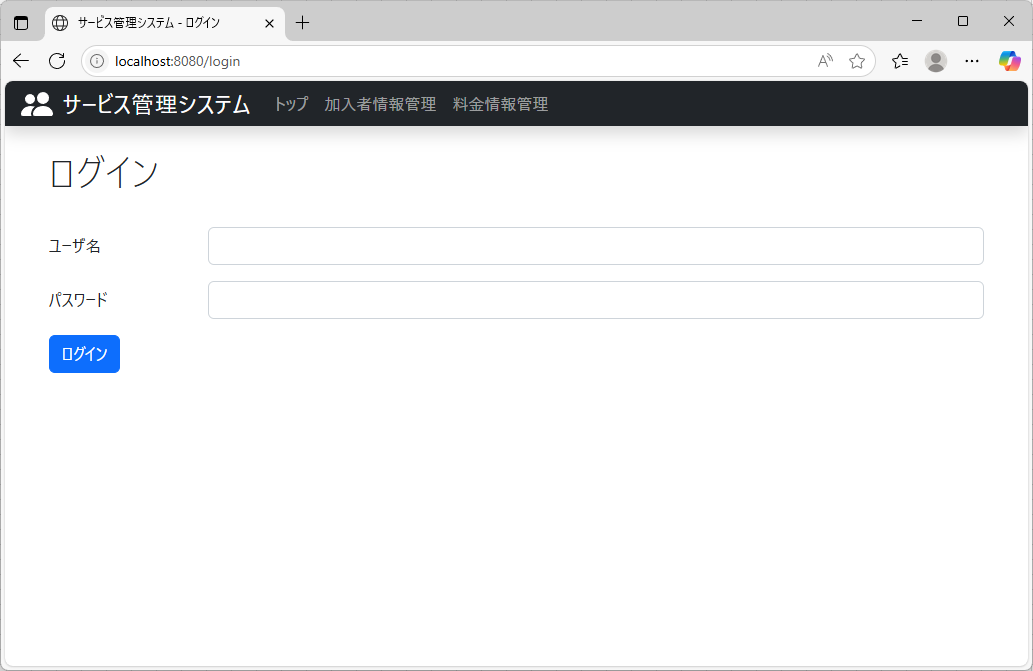 サービス管理システム - ログイン
localhost:8080/login
サービス管理システム トップ 加入者情報管理 料金情報管理
ログイン
ユーザ名
パスワード
ログイン